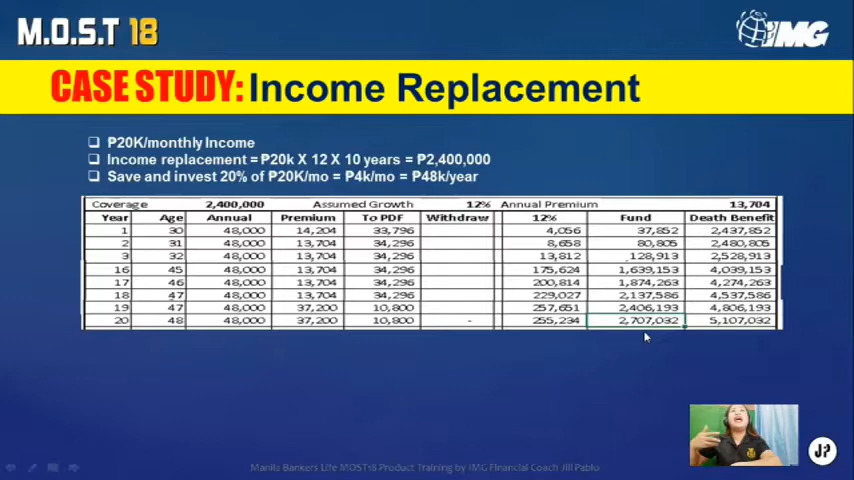 M.O.S.T 18
IMG
CASE STUDY: Income Replacement
₱20K/monthly Income
Income replacement = ₱20k X 12 X 10 years = ₱2,400,000
Save and invest 20% of ₱20K/mo = ₱4k/mo = ₱48k/year
Coverage 2,400,000 Assumed Growth 12% Annual Premium 13,704
Year Age Annual Premium To PDF Withdraw 12% Fund Death Benefit
1 30 48,000 14,204 33,796 4,056 37,852 2,437,852
2 31 48,000 13,704 34,296 8,658 80,805 2,480,805
3 32 48,000 13,704 34,296 13,812 128,913 2,528,913
16 45 48,000 13,704 34,296 175,624 1,639,153 4,039,153
17 46 48,000 13,704 34,296 200,814 1,874,263 4,274,263
18 47 48,000 13,704 34,296 229,027 2,137,586 4,537,586
19 47 48,000 37,200 10,800 257,651 2,406,193 4,806,193
20 48 48,000 37,200 10,800 - 255,234 2,707,032 5,107,032
JP
Manila Bankers Life MOST18 Product Training by IMG Financial Coach Jill Pablo